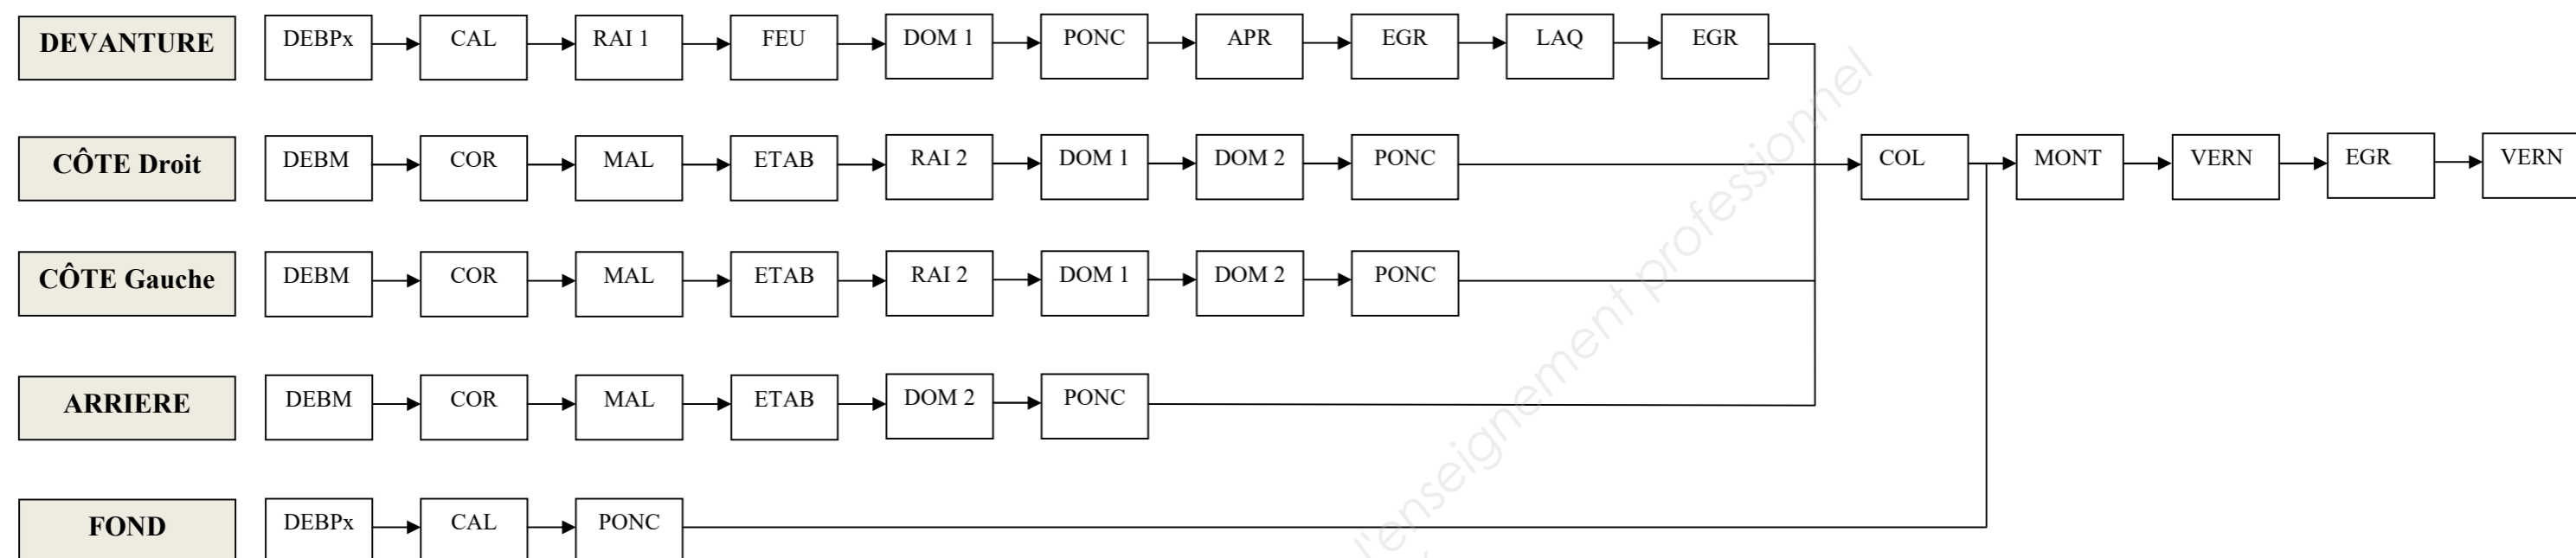 DEVANTURE DEBPx CAL RAI 1 FEU DOM 1 PONC APR EGR LAQ EGR
CÔTE Droit DEBM COR MAL ETAB RAI 2 DOM 1 DOM 2 PONC COL MONT VERN EGR VERN
CÔTE Gauche DEBM COR MAL ETAB RAI 2 DOM 1 DOM 2 PONC
ARRIERE DEBM COR MAL ETAB DOM 2 PONC
FOND DEBPx CAL PONC
l'enseignement professionnel